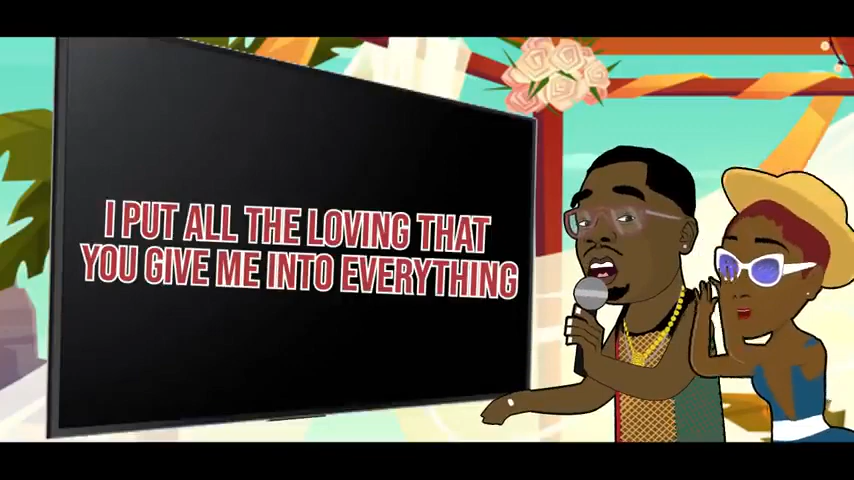 I PUT ALL THE LOVING THAT
YOU GIVE ME INTO EVERYTHING